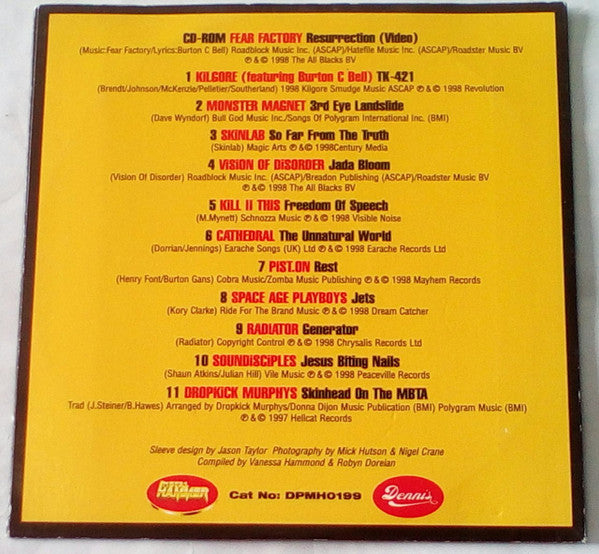 CD-ROM FEAR FACTORY Resurrection (Video)
(Music:Fear Factory/Lyrics:Burton C Bell) Roadblock Music Inc. (ASCAP)/Hatefile Music Inc. (ASCAP)/Roadster Music BV
℗ & © 1998 The All Blacks BV
1 KILGORE (featuring Burton C Bell) TK-421
(Brendt/Johnson/McKenzie/Pelletier/Southerland) 1998 Kilgore Smudge Music ASCAP ℗ & © 1998 Revolution
2 MONSTER MAGNET 3rd Eye Landslide
(Dave Wyndorf) Bull God Music Inc./Songs Of Polygram International Inc. (BMI)
3 SKINLAB So Far From The Truth
(Skinlab) Magic Arts ℗ & © 1998Century Media
4 ViSiON OF DiSORDER Jada Bloom
(Vision Of Disorder) Roadblock Music Inc. (ASCAP)/Breadon Publishing (ASCAP)/Roadster Music BV
℗ & © 1998 The All Blacks BV
5 KILL II THIS Freedom Of Speech
(M.Mynett) Schnozza Music ℗ & © 1998 Visible Noise
6 CATHEDRAL The Unnatural World
(Dorrian/Jennings) Earache Songs (UK) Ltd ℗ & © 1998 Earache Records Ltd
7 PiST.ON Rest
(Henry Font/Burton Gans) Cobra Music/Zomba Music Publishing ℗ & © 1998 Mayhem Records
8 SPACE AGE PLAYBOYS Jets
(Kory Clarke) Ride For The Brand Music ℗ & © 1998 Dream Catcher
9 RADIATOR Generator
(Radiator) Copyright Control ℗ & © 1998 Chrysalis Records Ltd
10 SOUNDiSCiPLES Jesus Biting Nails
(Shaun Atkins/Julian Hill) Vile Music ℗ & © 1998 Peaceville Records
11 DROPKICK MURPHYS Skinhead On The MBTA
Trad (J.Steiner/B.Hawes) Arranged by Dropkick Murphys/Donna Dijon Music Publication (BMI) Polygram Music (BMI)
℗ & © 1997 Hellcat Records
Sleeve design by Jason Taylor Photography by Mick Hutson & Nigel Crane
Compiled by Vanessa Hammond & Robyn Doreian
METAL HAMMER Cat No: DPMH0199 Dennis